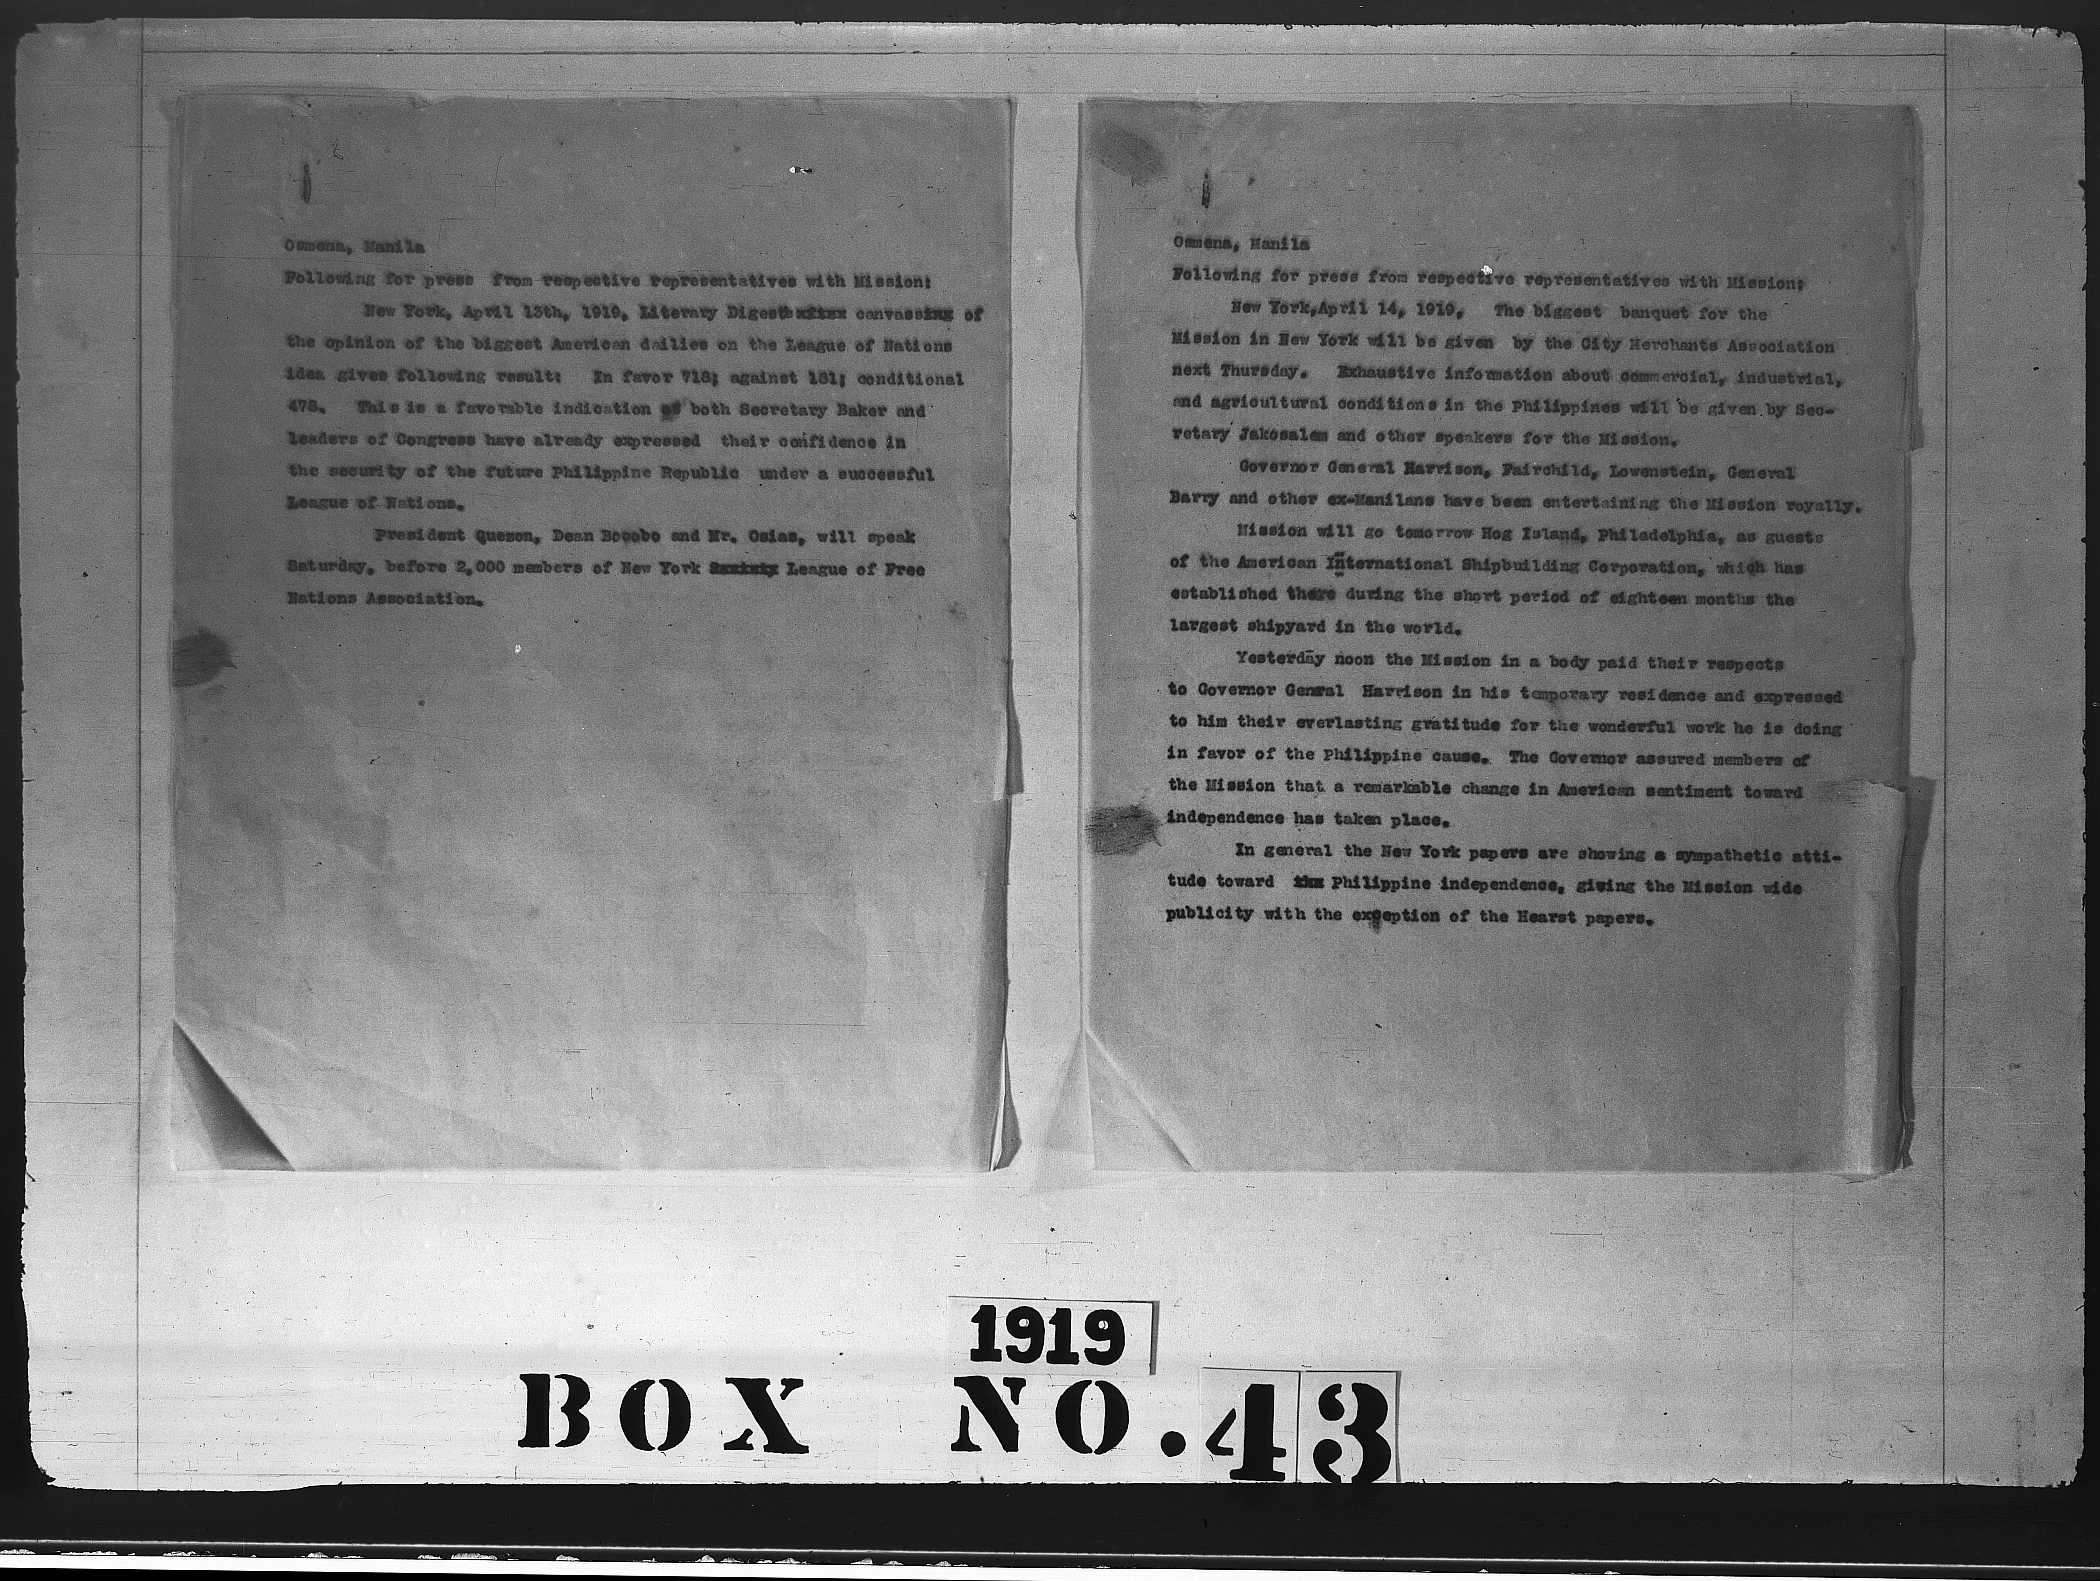 Osmena, Manila
Following for press from respective representatives with Mission:
New York, April 13th, 1919, Literary Digest canvass of
the opinion of the biggest American dailies on the League of Nations
idea gives following result: In favor 718; against 181; conditional
478. This is a favorable indication as both Secretary Baker and
leaders of Congress have already expressed their confidence in
the security of the future Philippine Republic under a successful
League of Nations.
President Quezon, Dean Bocobo and Mr. Osias, will speak
Saturday, before 2,000 members of New York League of Free
Nations Association.
Osmena, Manila
Following for press from respective representatives with Mission:
New York,April 14, 1919, The biggest banquet for the
Mission in New York will be given by the City Merchants Association
next Thursday. Exhaustive information about commercial, industrial,
and agricultural conditions in the Philippines will be given by Sec-
retary Jakosalem and other speakers for the Mission.
Governor General Harrison, Fairchild, Lowenstein, General
Barry and other ex-Manilans have been entertaining the Mission royally.
Mission will go tomorrow Hog Island, Philadelphia, as guests
of the American International Shipbuilding Corporation, which has
established there during the short period of eighteen months the
largest shipyard in the world.
Yesterday noon the Mission in a body paid their respects
to Governor General Harrison in his temporary residence and expressed
to him their everlasting gratitude for the wonderful work he is doing
in favor of the Philippine cause. The Governor assured members of
the Mission that a remarkable change in American sentiment toward
independence has taken place.
In general the New York papers are showing a sympathetic atti-
tude toward Philippine independence, giving the Mission wide
publicity with the exception of the Hearst papers.
1919
BOX NO. 43